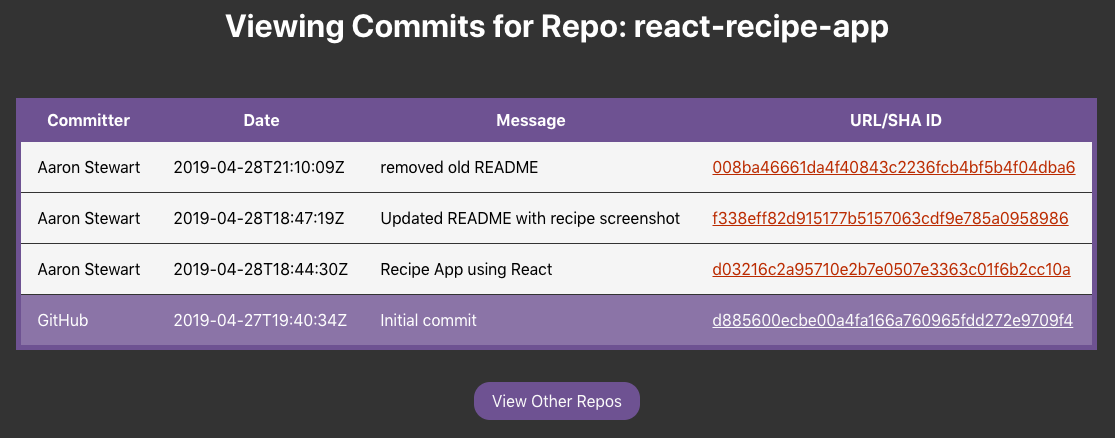 Viewing Commits for Repo: react-recipe-app
Committer Date Message URL/SHA ID
Aaron Stewart 2019-04-28T21:10:09Z removed old README 008ba46661da4f40843c2236fcb4bf5b4f04dba6
Aaron Stewart 2019-04-28T18:47:19Z Updated README with recipe screenshot f338eff82d915177b5157063cdf9e785a0958986
Aaron Stewart 2019-04-28T18:44:30Z Recipe App using React d03216c2a95710e2b7e0507e3363c01f6b2cc10a
GitHub 2019-04-27T19:40:34Z Initial commit d885600ecbe00a4fa166a760965fdd272e9709f4
View Other Repos